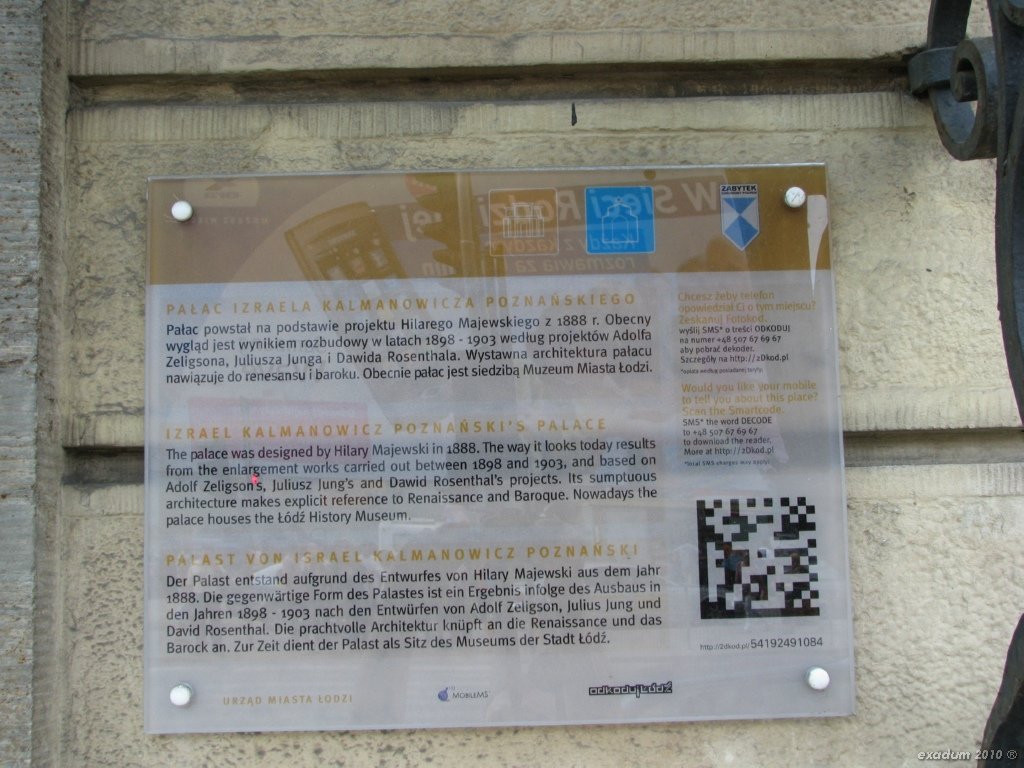 ZABYTEK
PAŁAC IZRAELA KALMANOWICZA POZNAŃSKIEGO
Pałac powstał na podstawie projektu Hilarego Majewskiego z 1888 r. Obecny
wygląd jest wynikiem rozbudowy w latach 1898 - 1903 według projektów Adolfa
Zeligsona, Juliusza Junga i Dawida Rosenthala. Wystawna architektura pałacu
nawiązuje do renesansu i baroku. Obecnie pałac jest siedzibą Muzeum Miasta Łodzi.
IZRAEL KALMANOWICZ POZNAŃSKI'S PALACE
The palace was designed by Hilary Majewski in 1888. The way it looks today results
from the enlargement works carried out between 1898 and 1903, and based on
Adolf Zeligson's, Juliusz Jung's and Dawid Rosenthal's projects. Its sumptuous
architecture makes explicit reference to Renaissance and Baroque. Nowadays the
palace houses the Łódź History Museum.
PALAST VON ISRAEL KALMANOWICZ POZNAŃSKI
Der Palast entstand aufgrund des Entwurfes von Hilary Majewski aus dem Jahr
1888. Die gegenwärtige Form des Palastes ist ein Ergebnis infolge des Ausbaus in
den Jahren 1898 - 1903 nach den Entwürfen von Adolf Zeligson, Julius Jung und
David Rosenthal. Die prachtvolle Architektur knüpft an die Renaissance und das
Barock an. Zur Zeit dient der Palast als Sitz des Museums der Stadt Łódź.
Chcesz żeby telefon
opowiedział Ci o tym miejscu?
Zeskanuj Fotokod.
wyślij SMS* o treści ODKODUJ
na numer +48 507 67 69 67
aby pobrać dekoder.
Szczegóły na http://2Dkod.pl
*opłata według posiadanej taryfy.
Would you like your mobile
to tell you about this place?
Scan the Smartcode.
SMS* the word DECODE
to +48 507 67 69 67
to download the reader.
More at http://2Dkod.pl
*Total SMS charges may apply!
http://2dkod.pl/54192491084
URZĄD MIASTA ŁODZI
MOBILEMS
odkodujŁódź
exadum 2010 ®